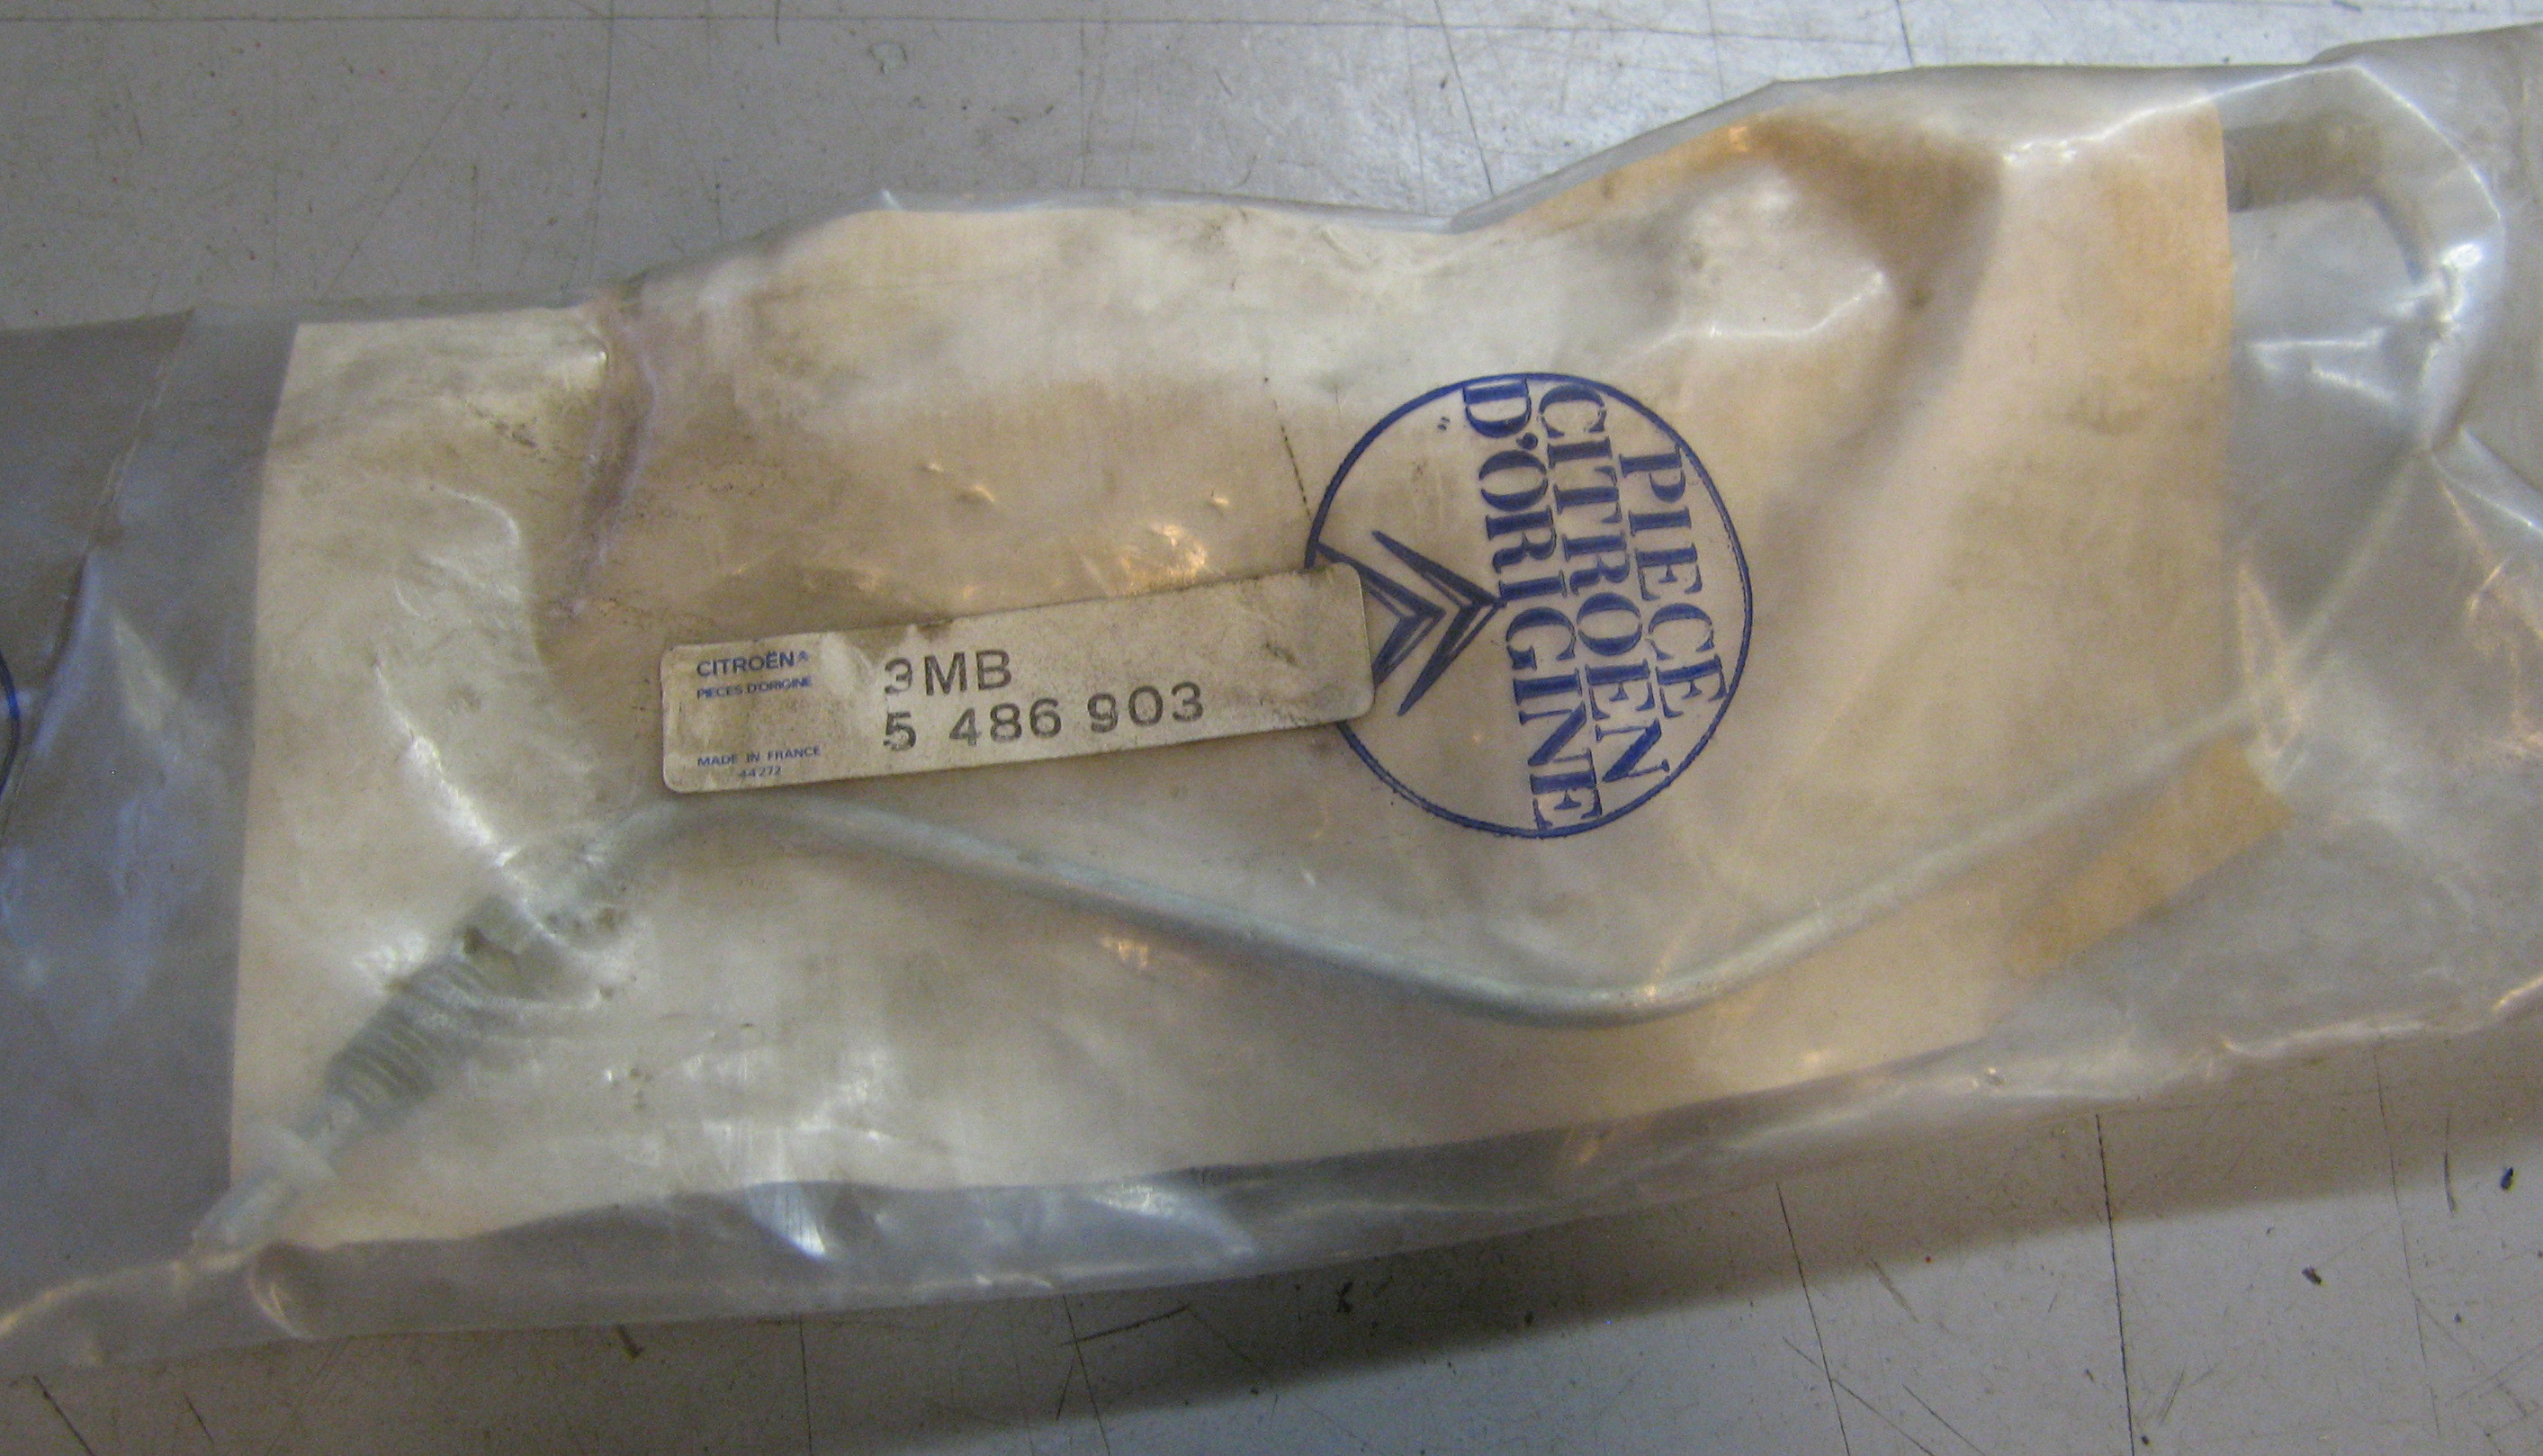 CITROËN
PIECES D'ORIGINE
MADE IN FRANCE
44272
3MB
5 486 903
PIECE
CITROEN
D'ORIGINE